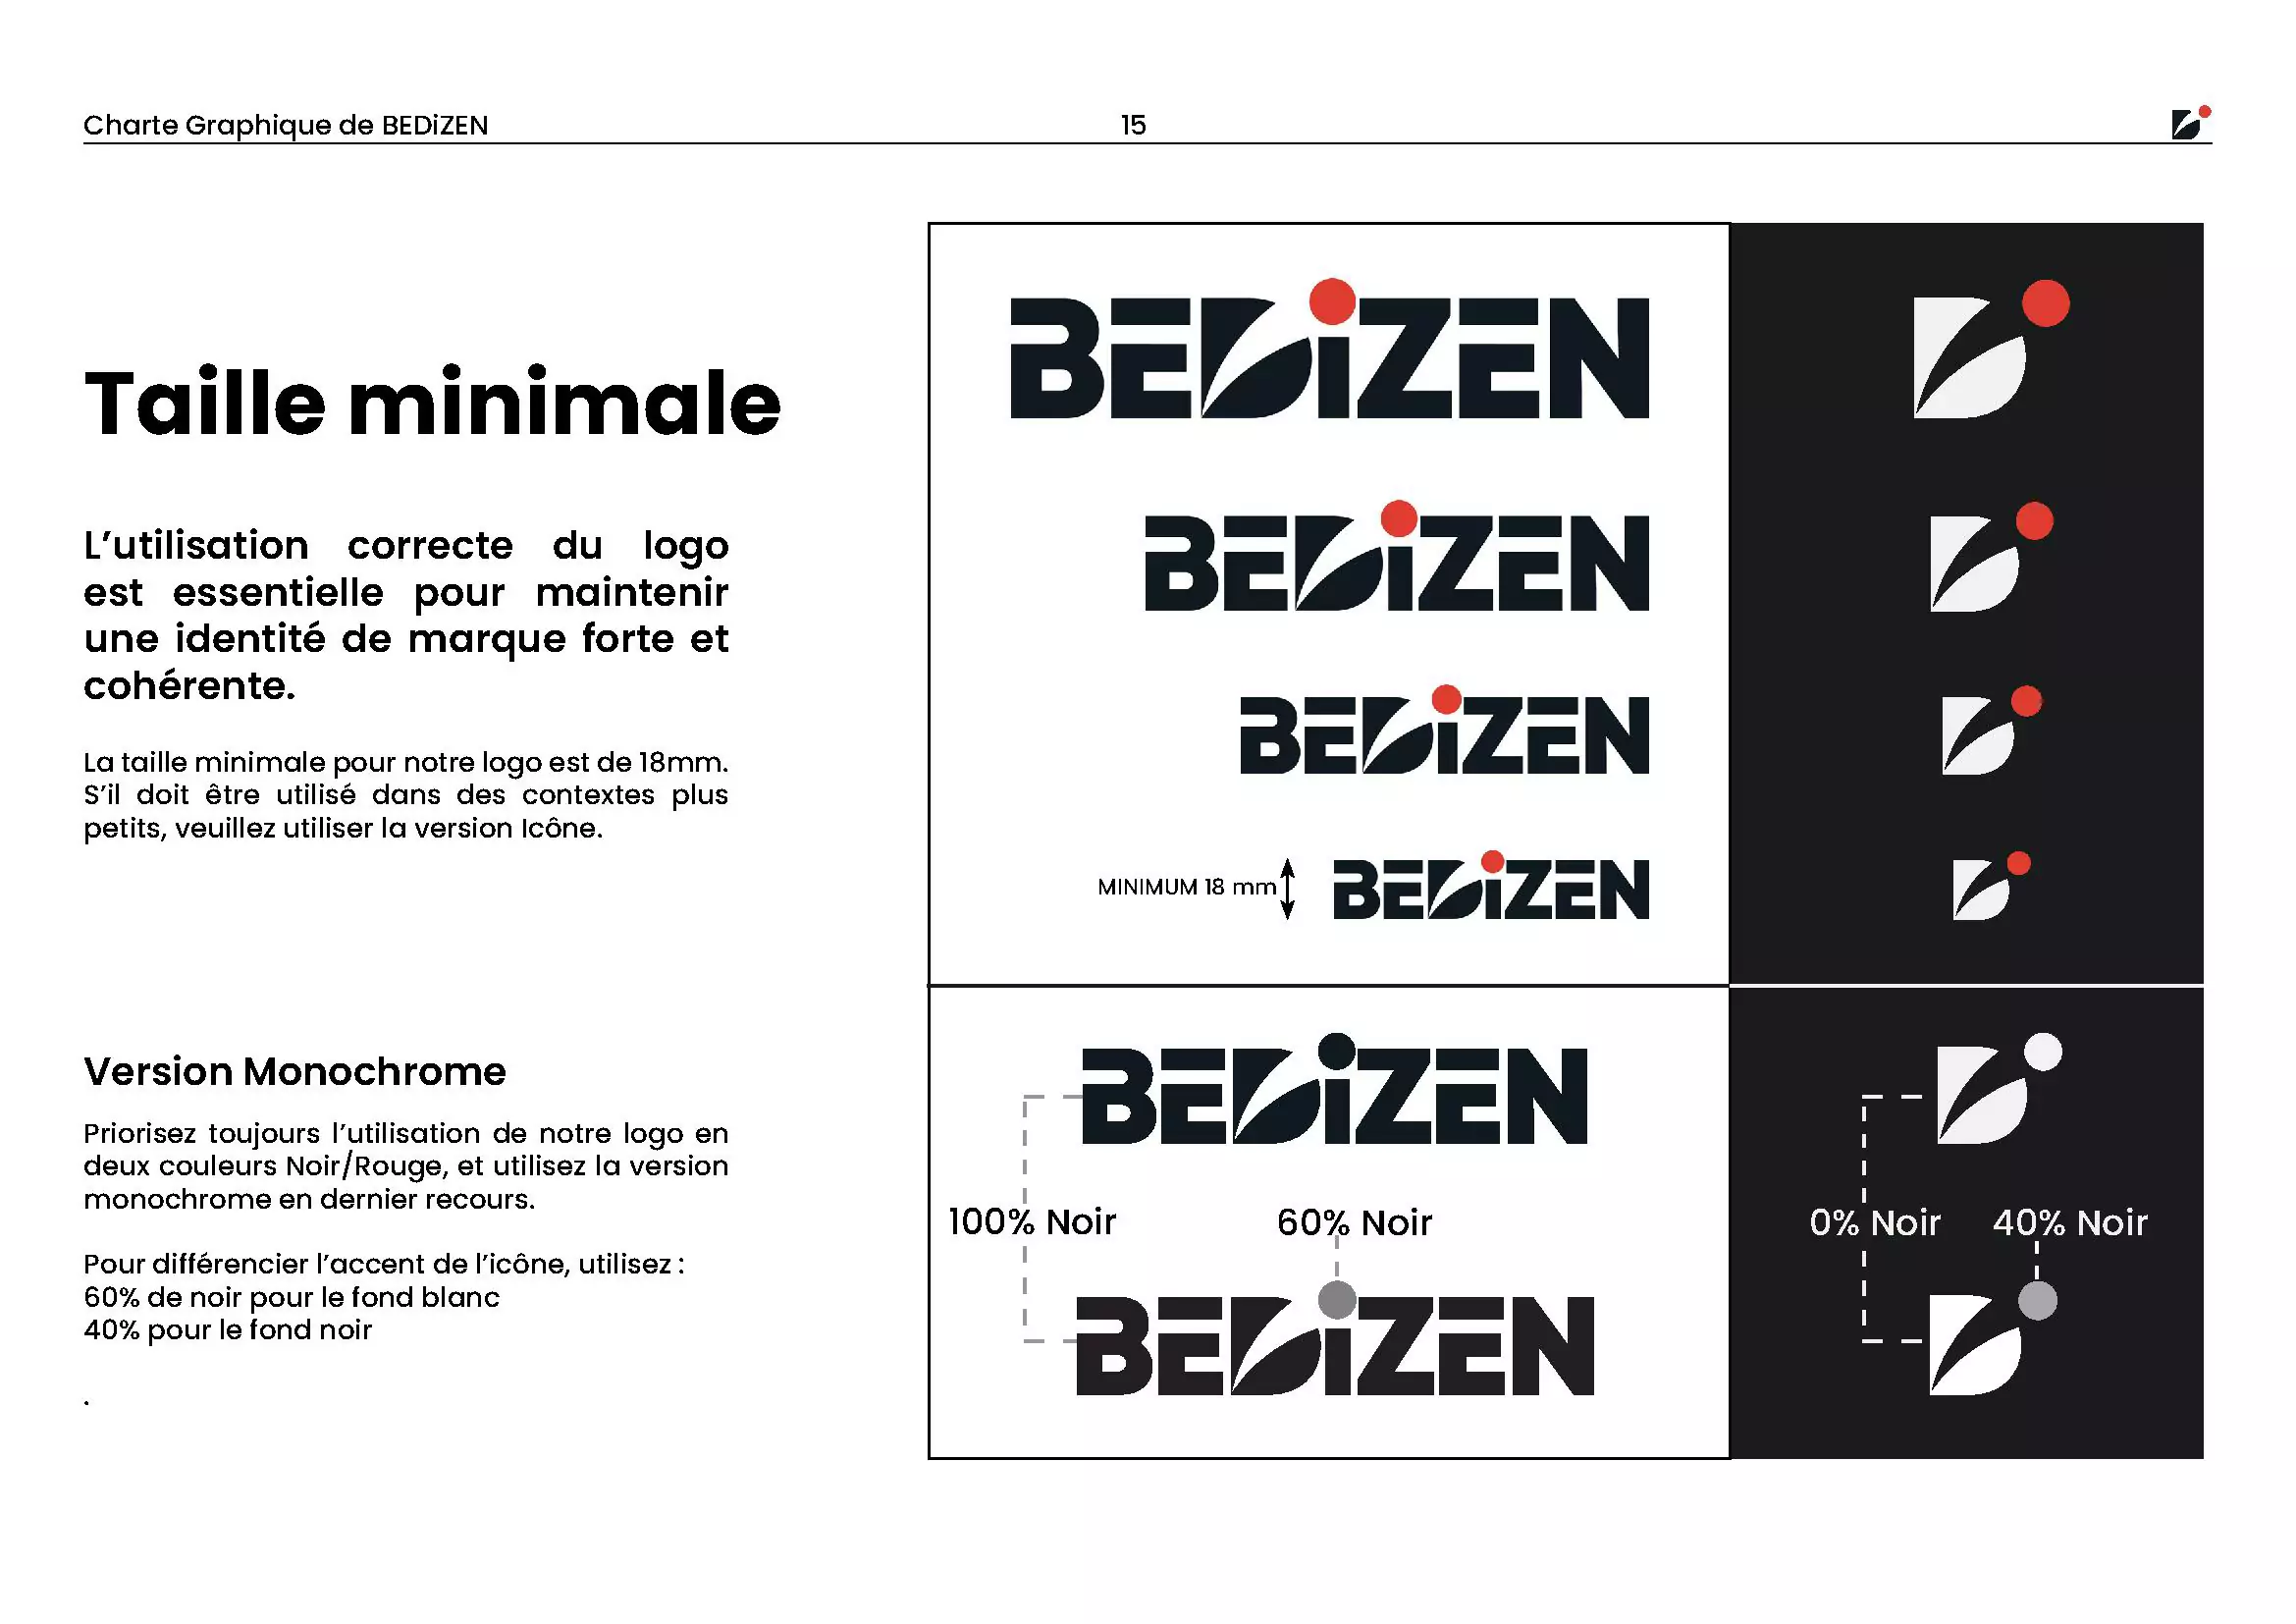 Charte Graphique de BEDiZEN
15
Taille minimale
L’utilisation correcte du logo
est essentielle pour maintenir
une identité de marque forte et
cohérente.
La taille minimale pour notre logo est de 18mm.
S’il doit être utilisé dans des contextes plus
petits, veuillez utiliser la version Icône.
Version Monochrome
Priorisez toujours l’utilisation de notre logo en
deux couleurs Noir/Rouge, et utilisez la version
monochrome en dernier recours.
Pour différencier l’accent de l’icône, utilisez :
60% de noir pour le fond blanc
40% pour le fond noir
.
BEDiZEN
BEDiZEN
BEDiZEN
MINIMUM 18 mm
BEDiZEN
BEDiZEN
100% Noir
60% Noir
BEDiZEN
0% Noir
40% Noir